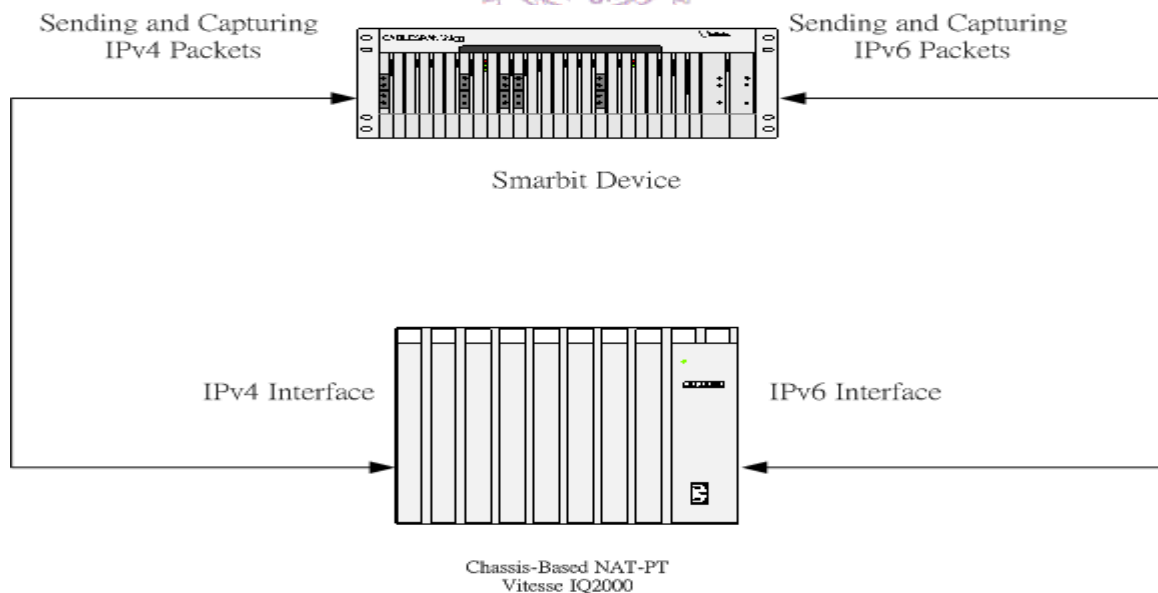 Sending and Capturing
IPv4 Packets
Sending and Capturing
IPv6 Packets
Smarbit Device
IPv4 Interface
IPv6 Interface
Chassis-Based NAT-PT
Vitesse IQ2000